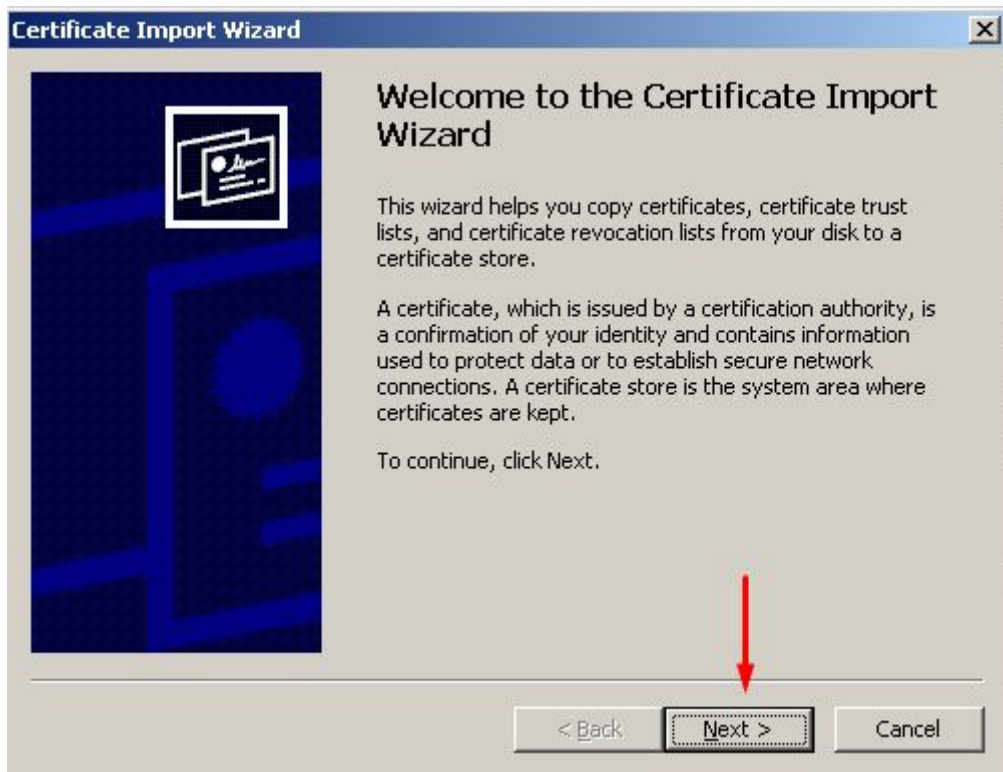 Certificate Import Wizard
Welcome to the Certificate Import
Wizard
This wizard helps you copy certificates, certificate trust
lists, and certificate revocation lists from your disk to a
certificate store.
A certificate, which is issued by a certification authority, is
a confirmation of your identity and contains information
used to protect data or to establish secure network
connections. A certificate store is the system area where
certificates are kept.
To continue, click Next.
< Back Next > Cancel